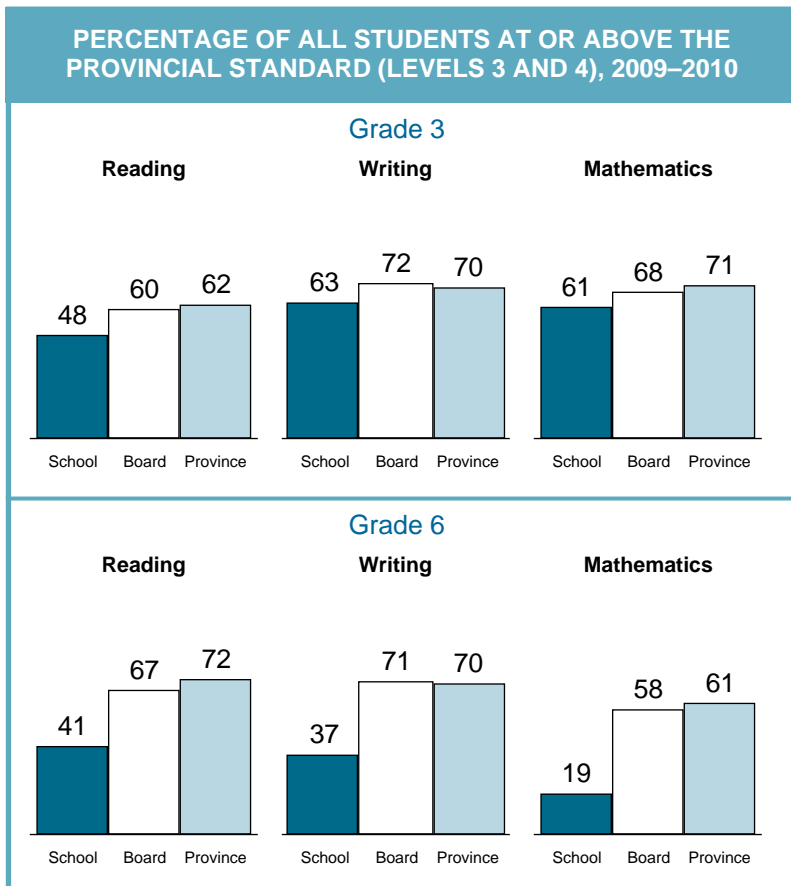 PERCENTAGE OF ALL STUDENTS AT OR ABOVE THE
PROVINCIAL STANDARD (LEVELS 3 AND 4), 2009–2010
Grade 3
Reading Writing Mathematics
48 60 62 63 72 70 61 68 71
School Board Province School Board Province School Board Province
Grade 6
Reading Writing Mathematics
41 67 72 37 71 70 19 58 61
School Board Province School Board Province School Board Province